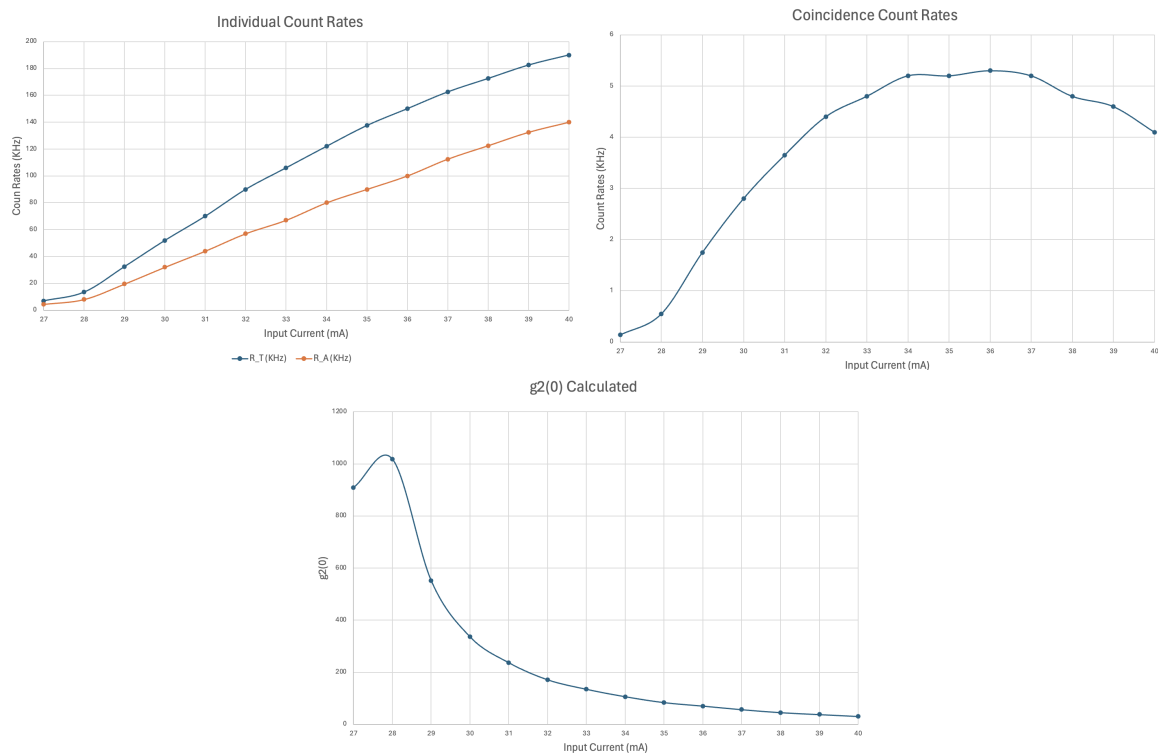 Individual Count Rates
200
180
160
140
120
100
80
60
40
20
0
Coun Rates (KHz)
27 28 29 30 31 32 33 34 35 36 37 38 39 40
Input Current (mA)
R_T(KHz) R_A(KHz)
Coincidence Count Rates
6
5
4
3
2
1
0
Count Rates (KHz)
27 28 29 30 31 32 33 34 35 36 37 38 39 40
Input Current (mA)
g2(0) Calculated
1200
1000
800
600
400
200
0
g2(0)
27 28 29 30 31 32 33 34 35 36 37 38 39 40
Input Current (mA)